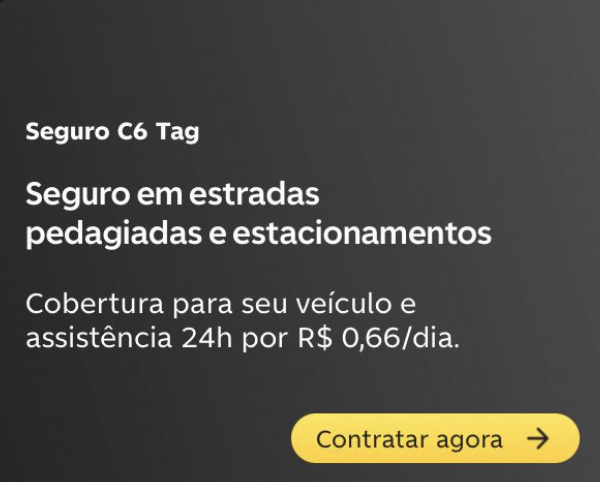 Seguro C6 Tag
Seguro em estradas
pedagiadas e estacionamentos
Cobertura para seu veículo e
assistência 24h por R$ 0,66/dia.
Contratar agora →